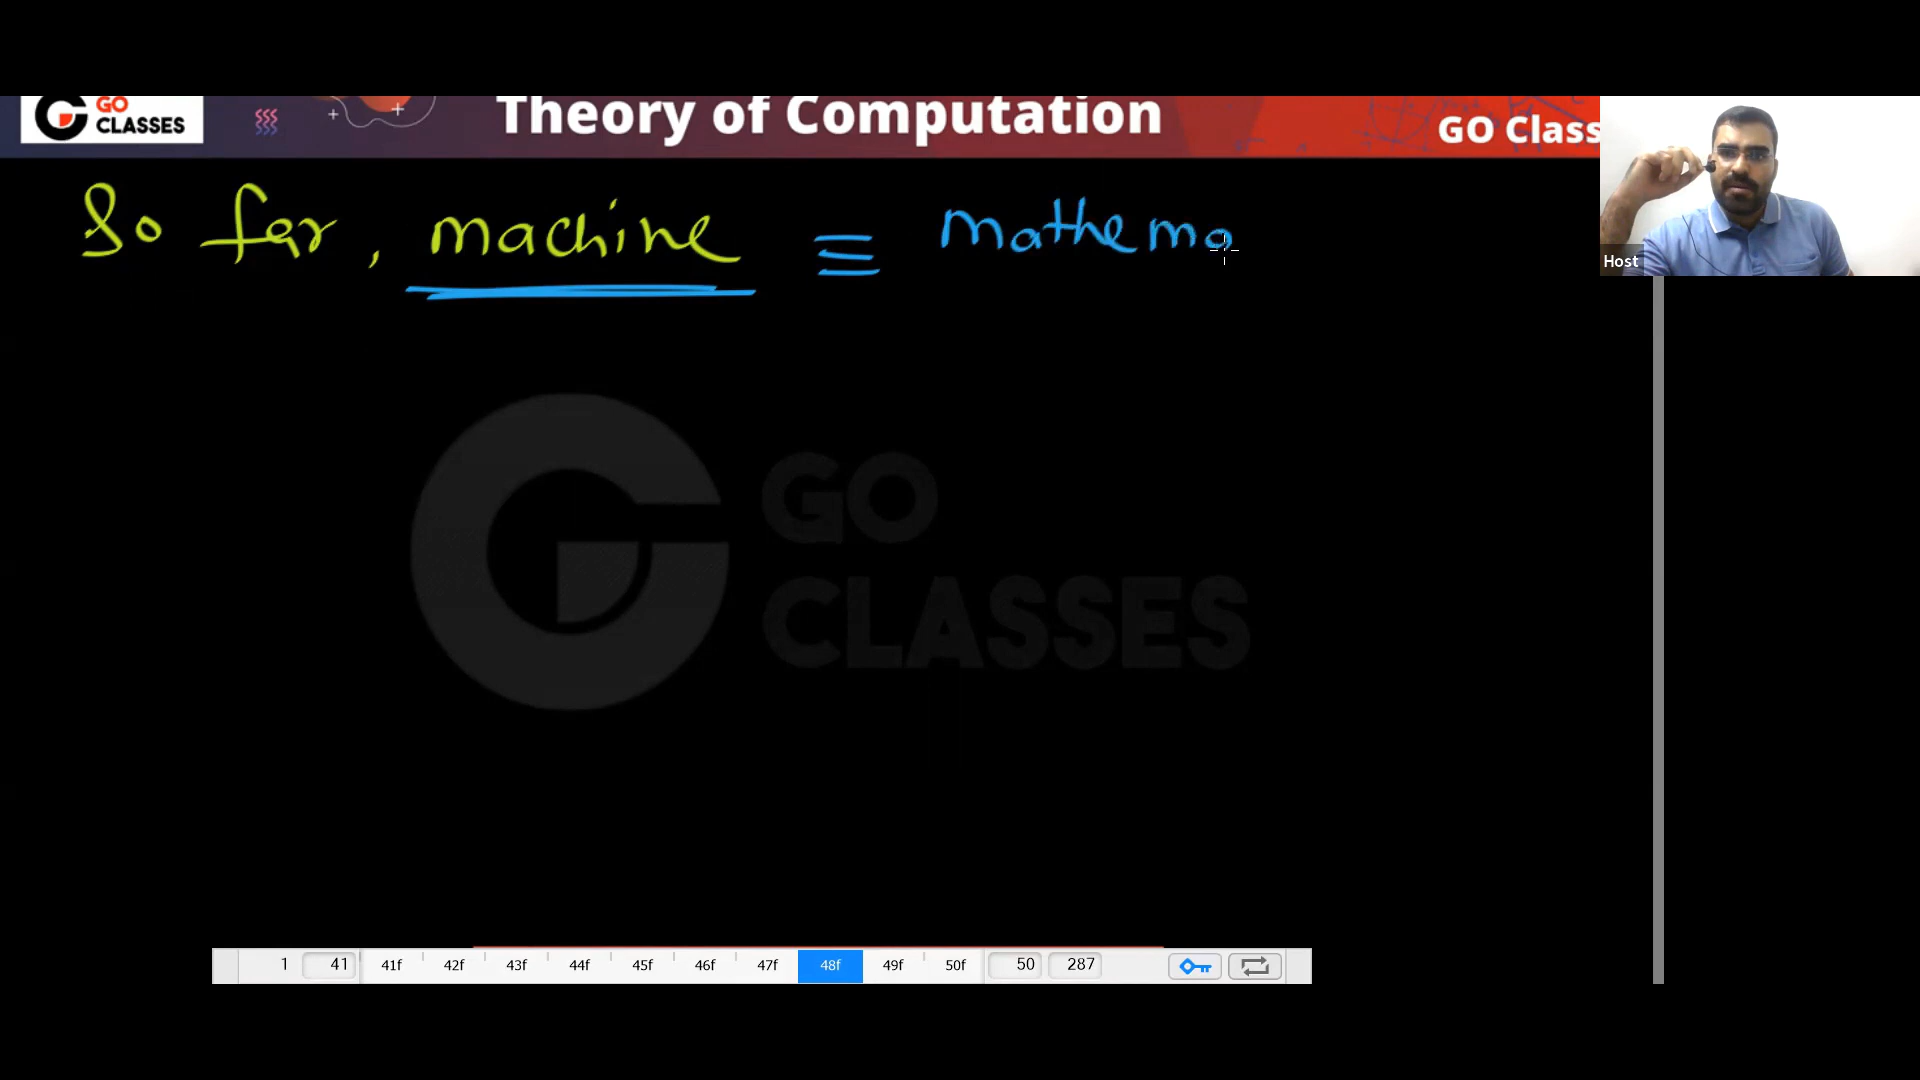 GO
CLASSES
Theory of Computation
GO Class
So far, machine ≡ mathema
Host
GO
CLASSES
1 41 41f 42f 43f 44f 45f 46f 47f 48f 49f 50f 50 287